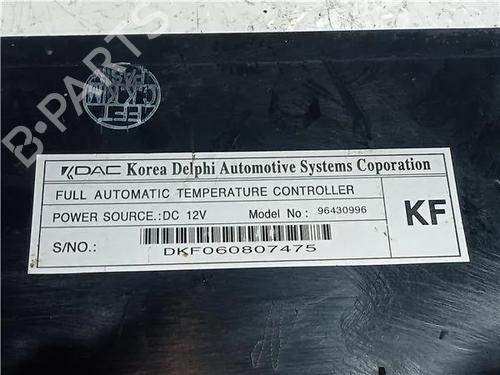 B-PARTS
KDAC Korea Delphi Automotive Systems Coporation
FULL AUTOMATIC TEMPERATURE CONTROLLER
POWER SOURCE.:DC 12V Model No : 96430996
KF
S/NO.: DKF060807475